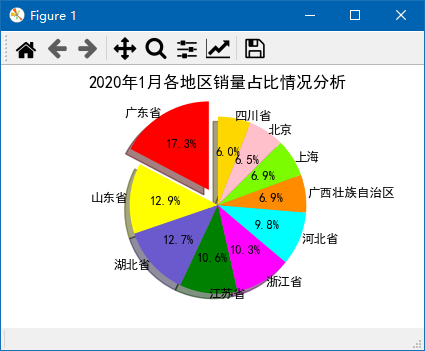 Figure 1
2020年1月各地区销量占比情况分析
广东省
17.3%
四川省
6.0%
北京
6.5%
上海
6.9%
广西壮族自治区
6.9%
河北省
9.8%
浙江省
10.3%
江苏省
10.6%
湖北省
12.7%
山东省
12.9%